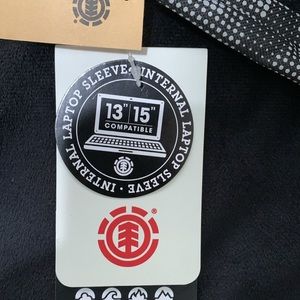 INTERNAL LAPTOP SLEEVE • INTERNAL LAPTOP SLEEVE •
13" 15"
COMPATIBLE
®